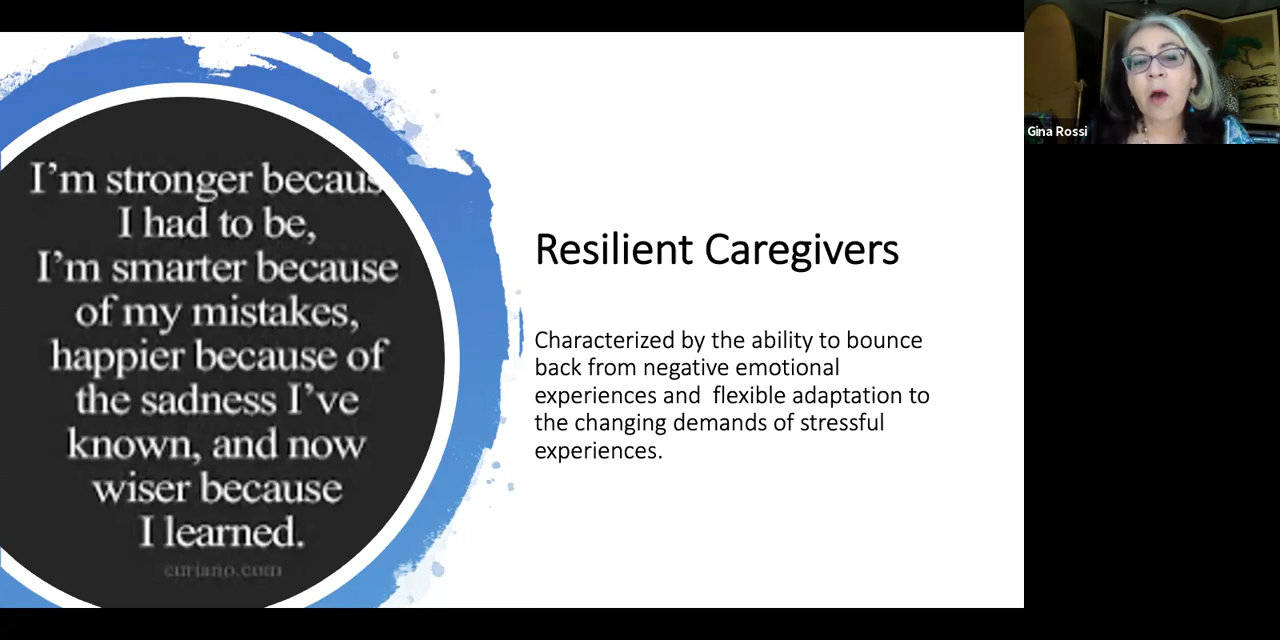 I'm stronger becaus
I had to be,
I'm smarter because
of my mistakes,
happier because of
the sadness I've
known, and now
wiser because
I learned.
curiano.com
Resilient Caregivers
Characterized by the ability to bounce
back from negative emotional
experiences and  flexible adaptation to
the changing demands of stressful
experiences.
Gina Rossi